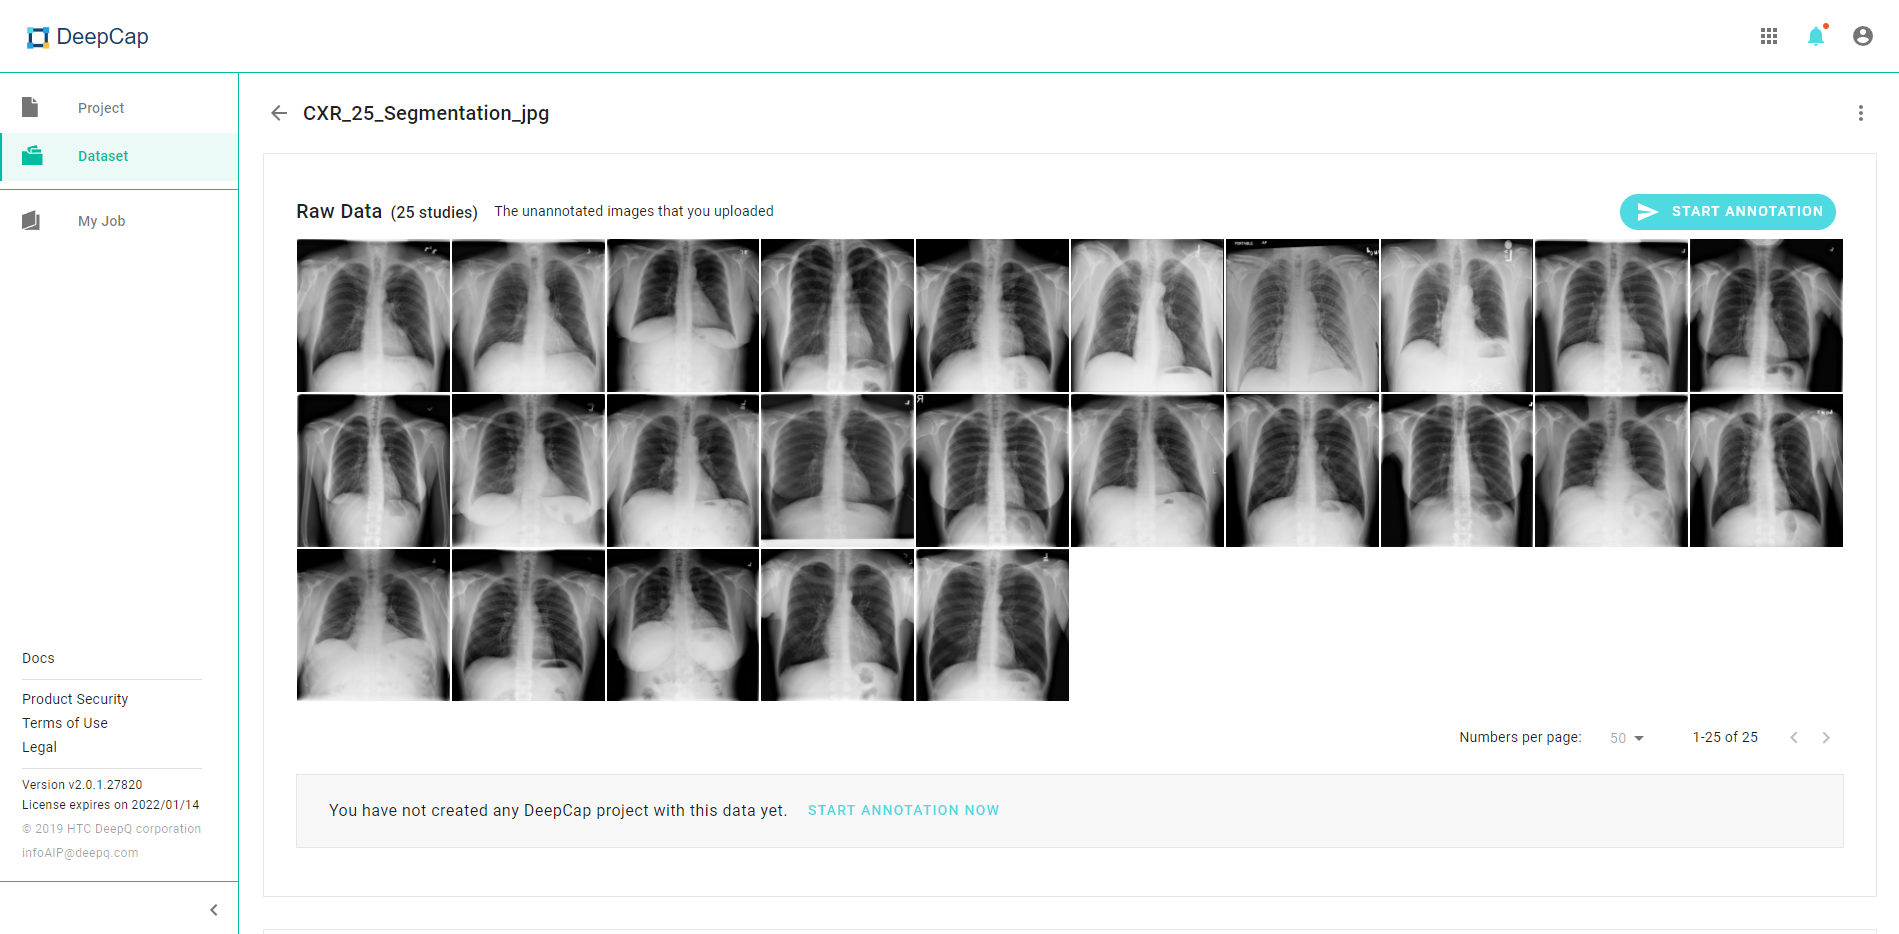 DeepCap
Project
Dataset
My Job
Docs
Product Security
Terms of Use
Legal
Version v2.0.1.27820
License expires on 2022/01/14
© 2019 HTC DeepQ corporation
infoAIP@deepq.com
CXR_25_Segmentation_jpg
Raw Data (25 studies) The unannotated images that you uploaded
START ANNOTATION
PORTABLE AP
R
Numbers per page: 50 1-25 of 25
You have not created any DeepCap project with this data yet. START ANNOTATION NOW